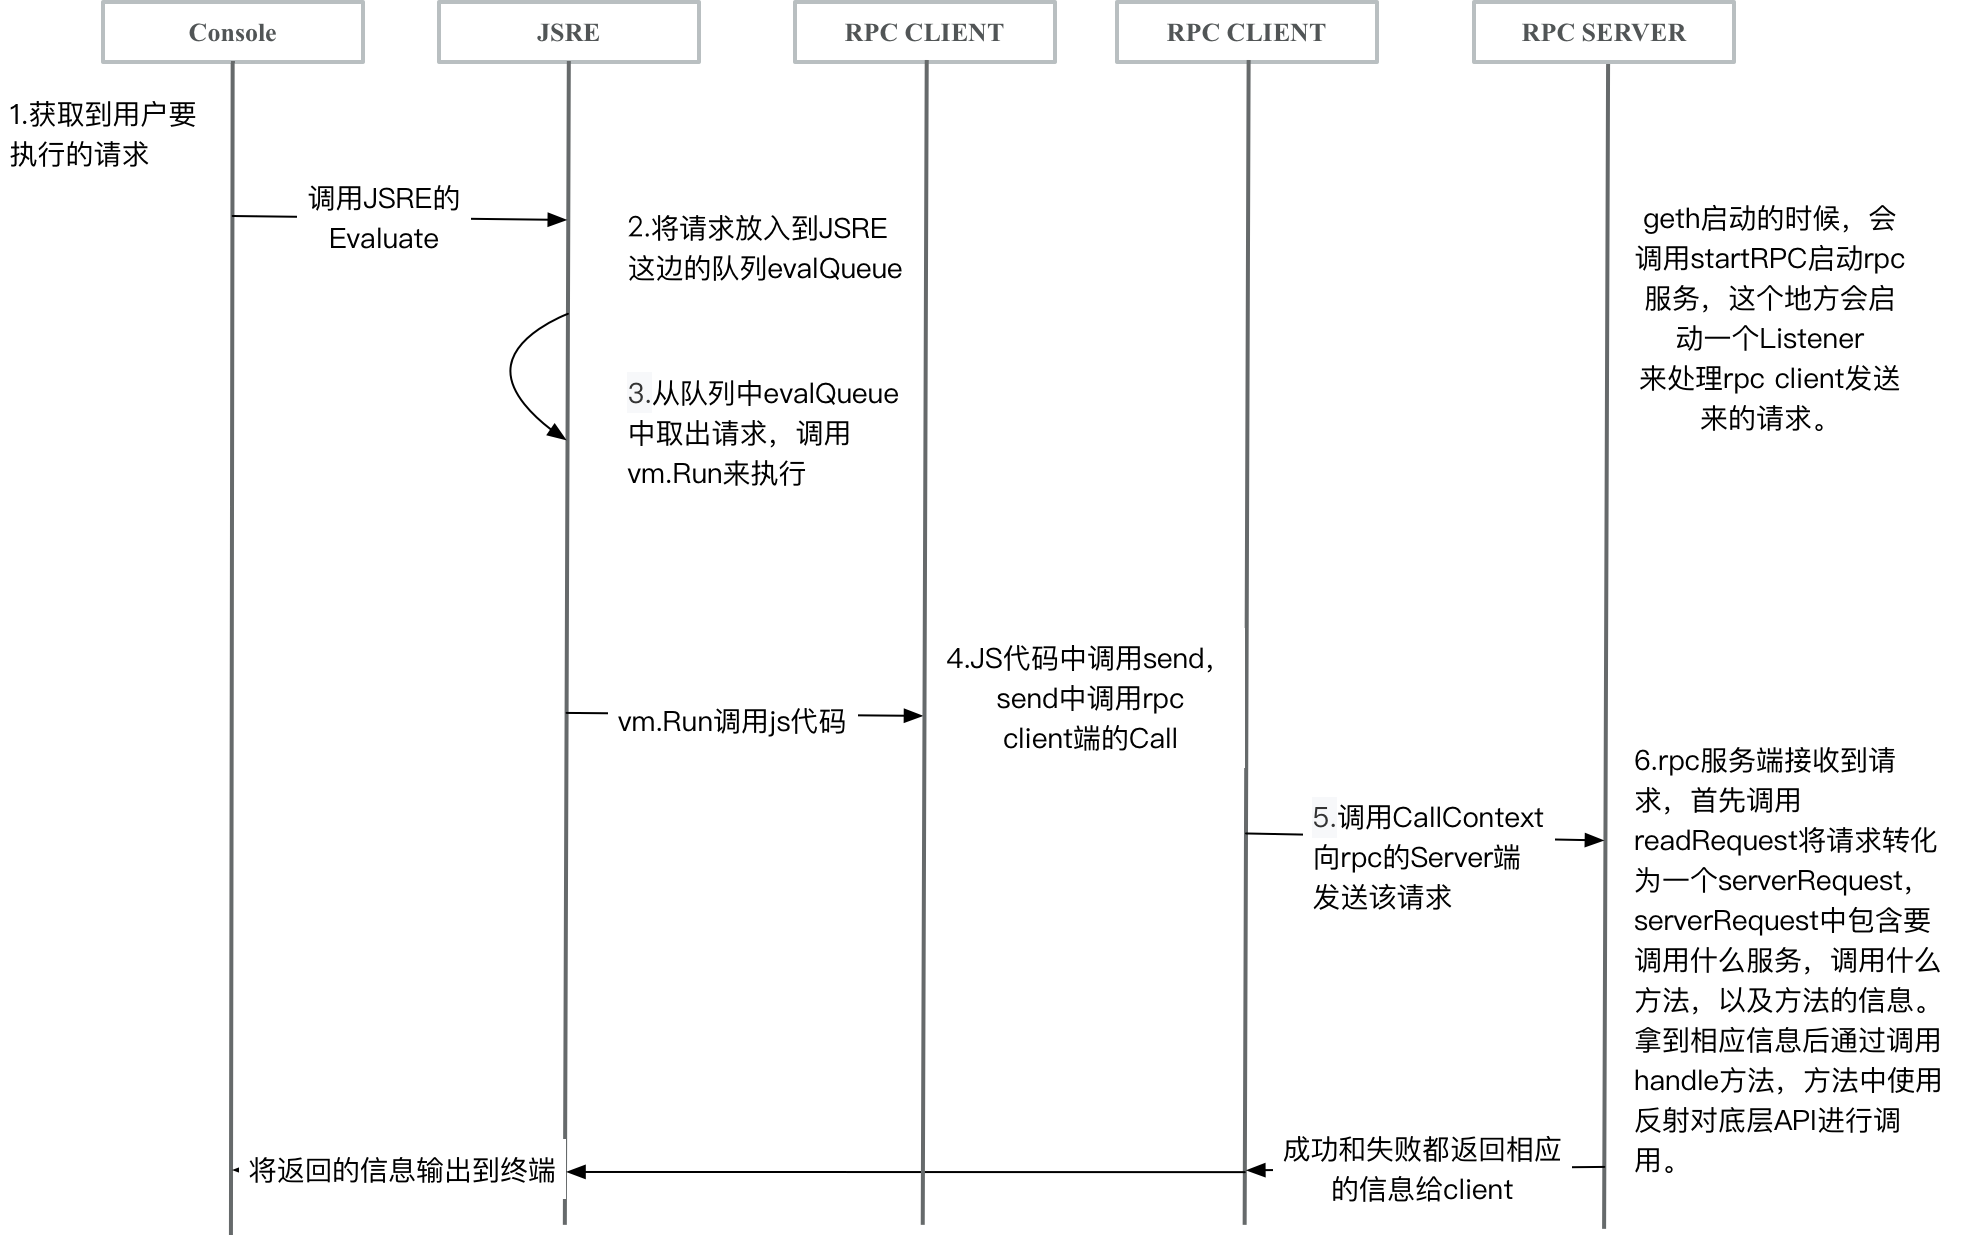 Console
JSRE
RPC CLIENT
RPC CLIENT
RPC SERVER
1.获取到用户要
执行的请求
调用JSRE的
Evaluate
2.将请求放入到JSRE
这边的队列evalQueue
geth启动的时候，会
调用startRPC启动rpc
服务，这个地方会启
动一个Listener
来处理rpc client发送
来的请求。
3.从队列中evalQueue
中取出请求，调用
vm.Run来执行
vm.Run调用js代码
4.JS代码中调用send，
send中调用rpc
client端的Call
5.调用CallContext
向rpc的Server端
发送该请求
6.rpc服务端接收到请
求，首先调用
readRequest将请求转化
为一个serverRequest，
serverRequest中包含要
调用什么服务，调用什么
方法，以及方法的信息。
拿到相应信息后通过调用
handle方法，方法中使用
反射对底层API进行调
用。
成功和失败都返回相应
的信息给client
将返回的信息输出到终端